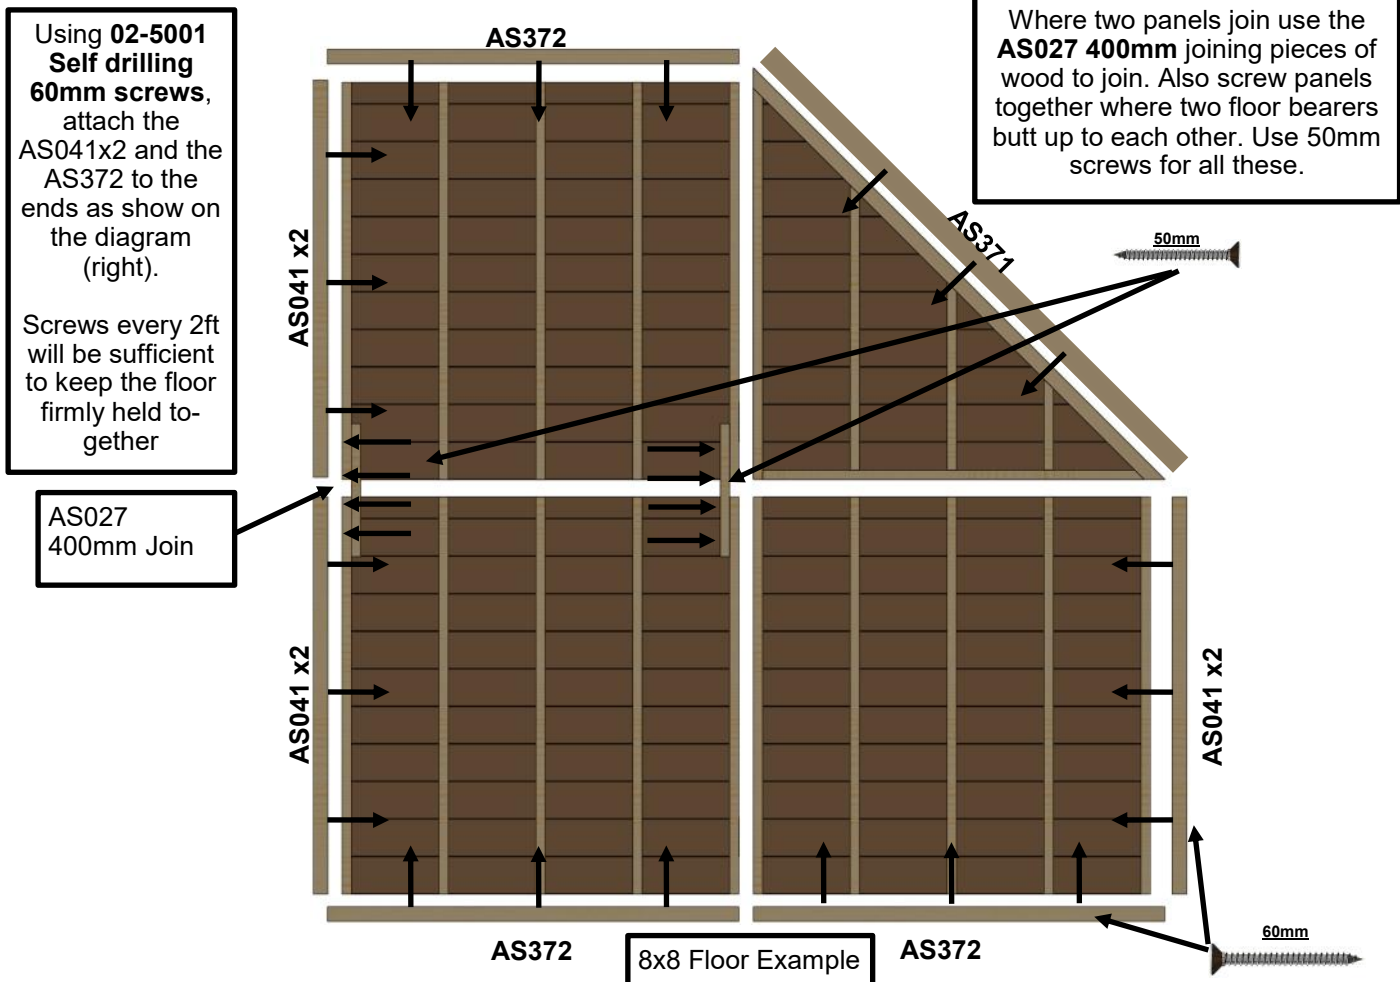 Using 02-5001
Self drilling
60mm screws,
attach the
AS041x2 and the
AS372 to the
ends as show on
the diagram
(right).
Screws every 2ft
will be sufficient
to keep the floor
firmly held to-
gether
AS372
Where two panels join use the
AS027 400mm joining pieces of
wood to join. Also screw panels
together where two floor bearers
butt up to each other. Use 50mm
screws for all these.
AS041 x2
AS371
50mm
AS027
400mm Join
AS041 x2
AS041 x2
AS372
8x8 Floor Example
AS372
60mm